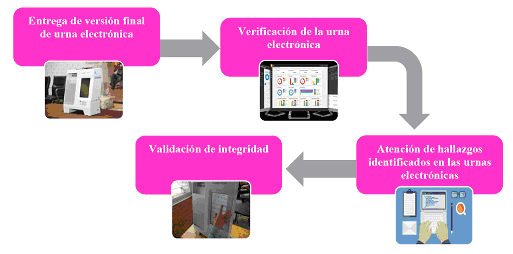 Entrega de versión final
de urna electrónica
Verificación de la urna
electrónica
Atención de hallazgos
identificados en las urnas
electrónicas
Validación de integridad